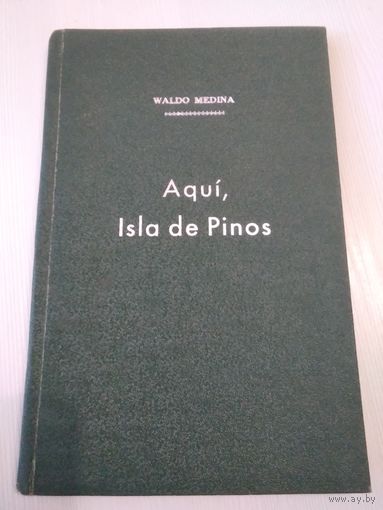 WALDO MEDINA
Aquí,
Isla de Pinos
www.ay.by